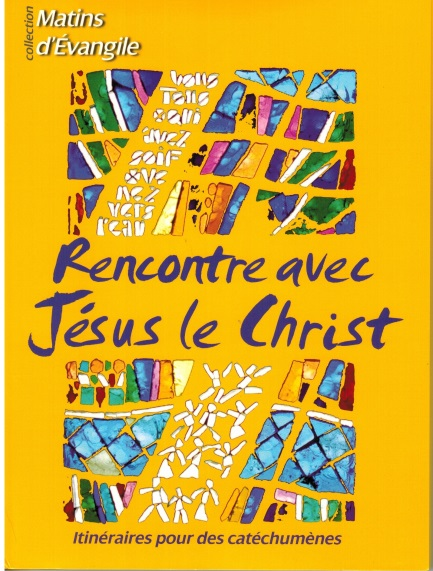 collection
Matins
d'Évangile
vous
tous
qui
avez
soif
nez
vers
l'eau
Rencontre avec
Jésus le Christ
Itinéraires pour des catéchumènes